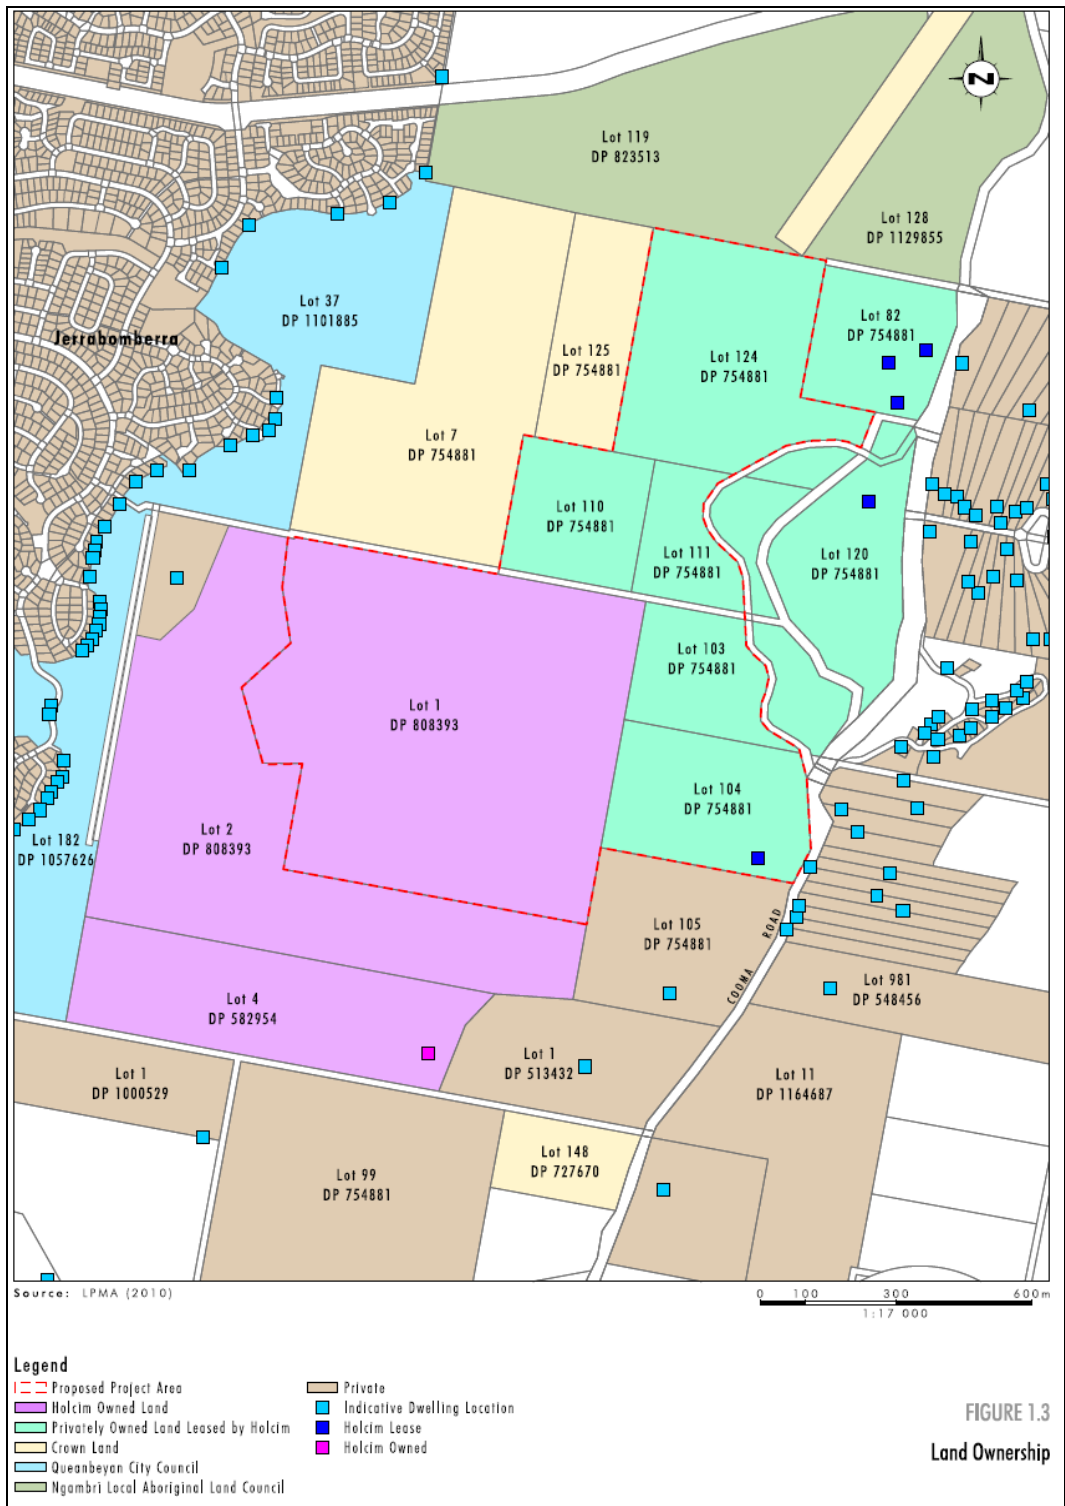 N
Lot 119
DP 823513
Lot 128
DP 1129855
Lot 37
DP 1101885
Lot 82
DP 754881
Jerrabomberra
Lot 125
DP 754881
Lot 124
DP 754881
Lot 7
DP 754881
Lot 110
DP 754881
Lot 111
DP 754881
Lot 120
DP 754881
Lot 103
DP 754881
Lot 1
DP 808393
Lot 104
DP 754881
Lot 2
DP 808393
Lot 182
DP 1057626
Lot 105
DP 754881
COOMA ROAD
Lot 981
DP 548456
Lot 4
DP 582954
Lot 1
DP 513432
Lot 1
DP 1000529
Lot 11
DP 1164687
Lot 148
DP 727670
Lot 99
DP 754881
Source: LPMA (2010)
0 100 300 600m
1:17 000
Legend
Proposed Project Area
Holcim Owned Land
Privately Owned Land Leased by Holcim
Crown Land
Queanbeyan City Council
Ngambri Local Aboriginal Land Council
Private
Indicative Dwelling Location
Holcim Lease
Holcim Owned
FIGURE 1.3
Land Ownership